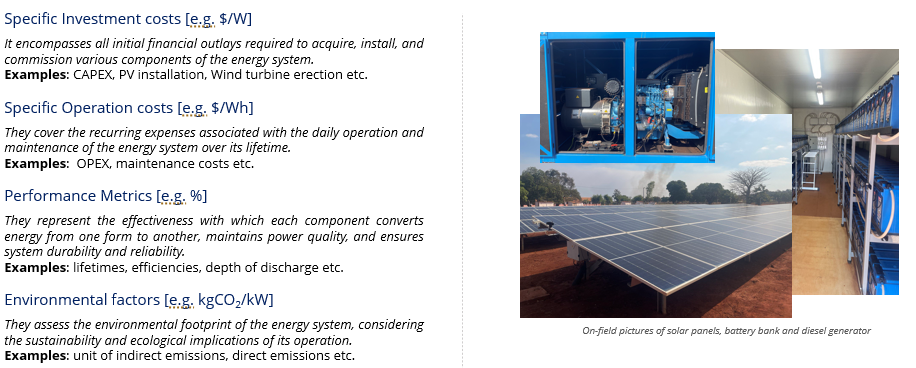 Specific Investment costs [e.g. $/W]
It encompasses all initial financial outlays required to acquire, install, and
commission various components of the energy system.
Examples: CAPEX, PV installation, Wind turbine erection etc.
Specific Operation costs [e.g. $/Wh]
They cover the recurring expenses associated with the daily operation and
maintenance of the energy system over its lifetime.
Examples:  OPEX, maintenance costs etc.
Performance Metrics [e.g. %]
They represent the effectiveness with which each component converts
energy from one form to another, maintains power quality, and ensures
system durability and reliability.
Examples: lifetimes, efficiencies, depth of discharge etc.
Environmental factors [e.g. kgCO₂/kW]
They assess the environmental footprint of the energy system, considering
the sustainability and ecological implications of its operation.
Examples: unit of indirect emissions, direct emissions etc.
On-field pictures of solar panels, battery bank and diesel generator